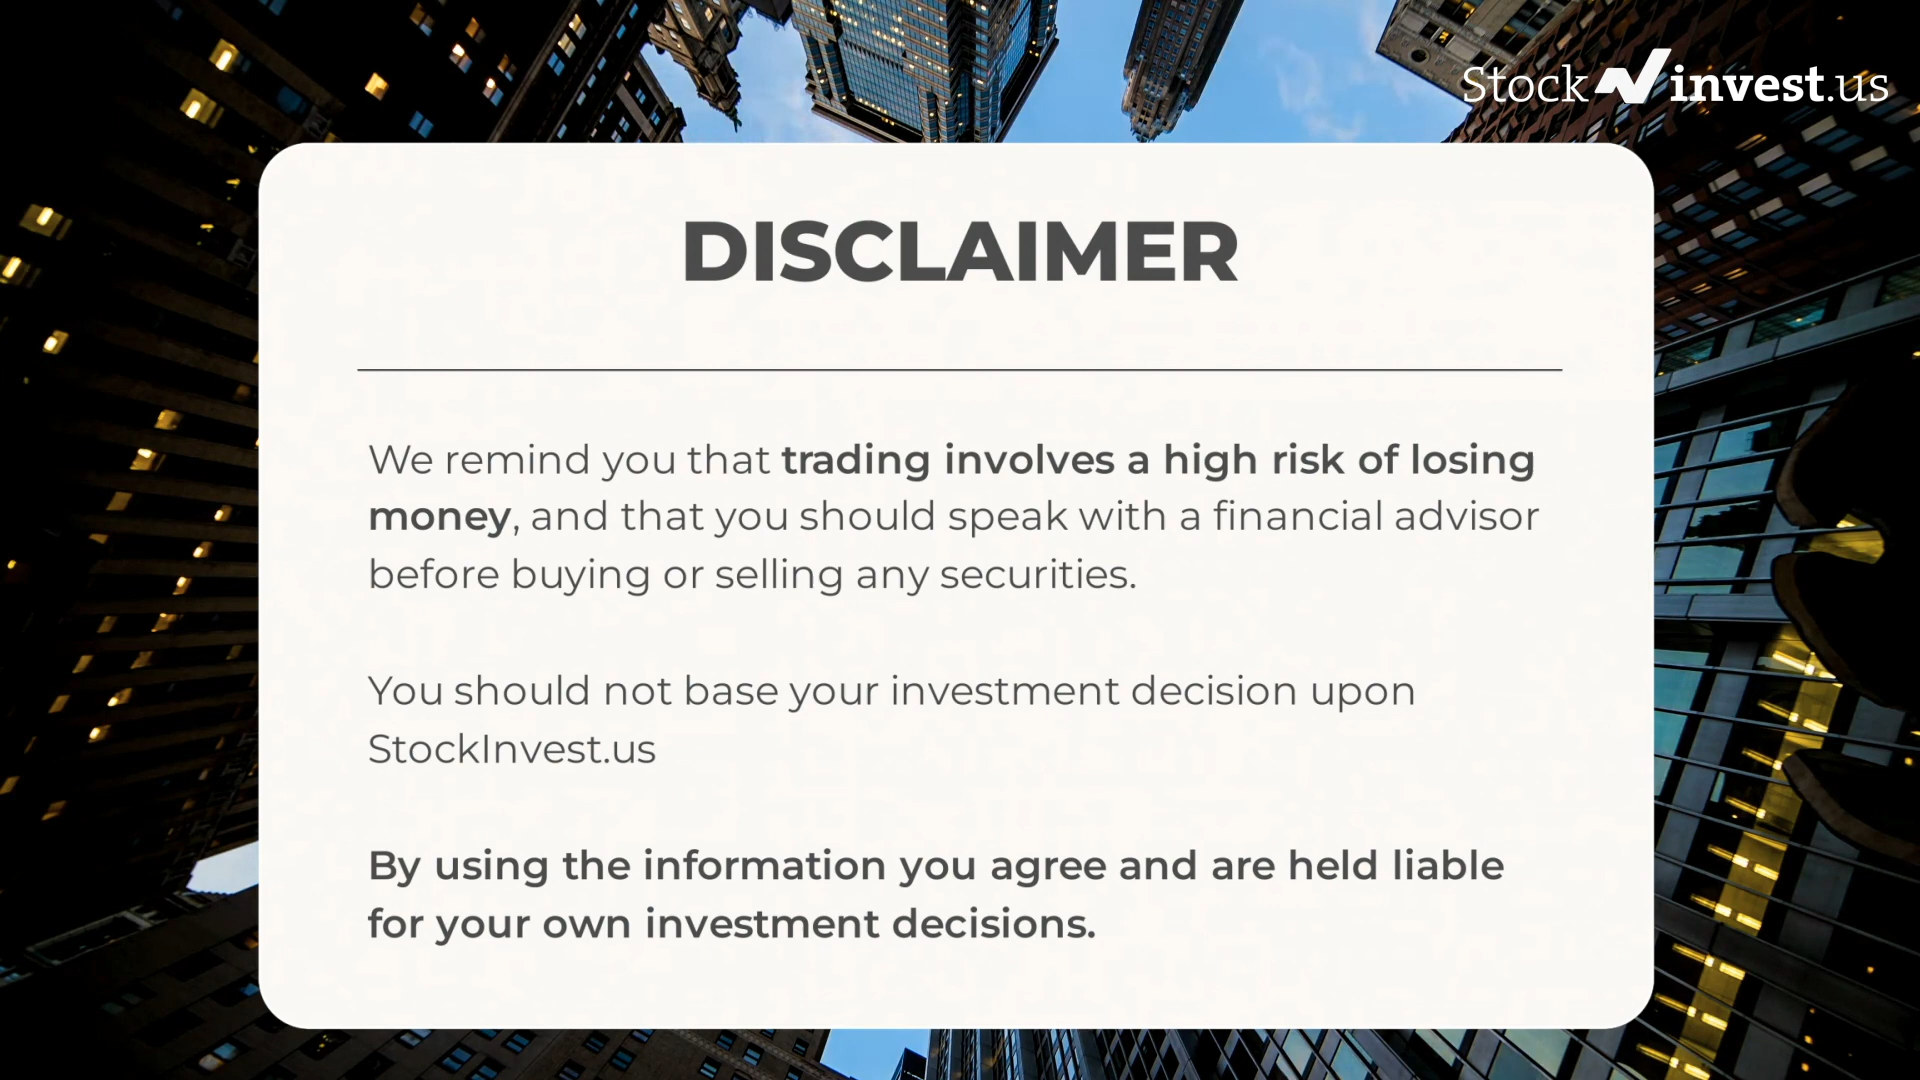 Stock invest.us
DISCLAIMER
We remind you that trading involves a high risk of losing
money, and that you should speak with a financial advisor
before buying or selling any securities.
You should not base your investment decision upon
StockInvest.us
By using the information you agree and are held liable
for your own investment decisions.